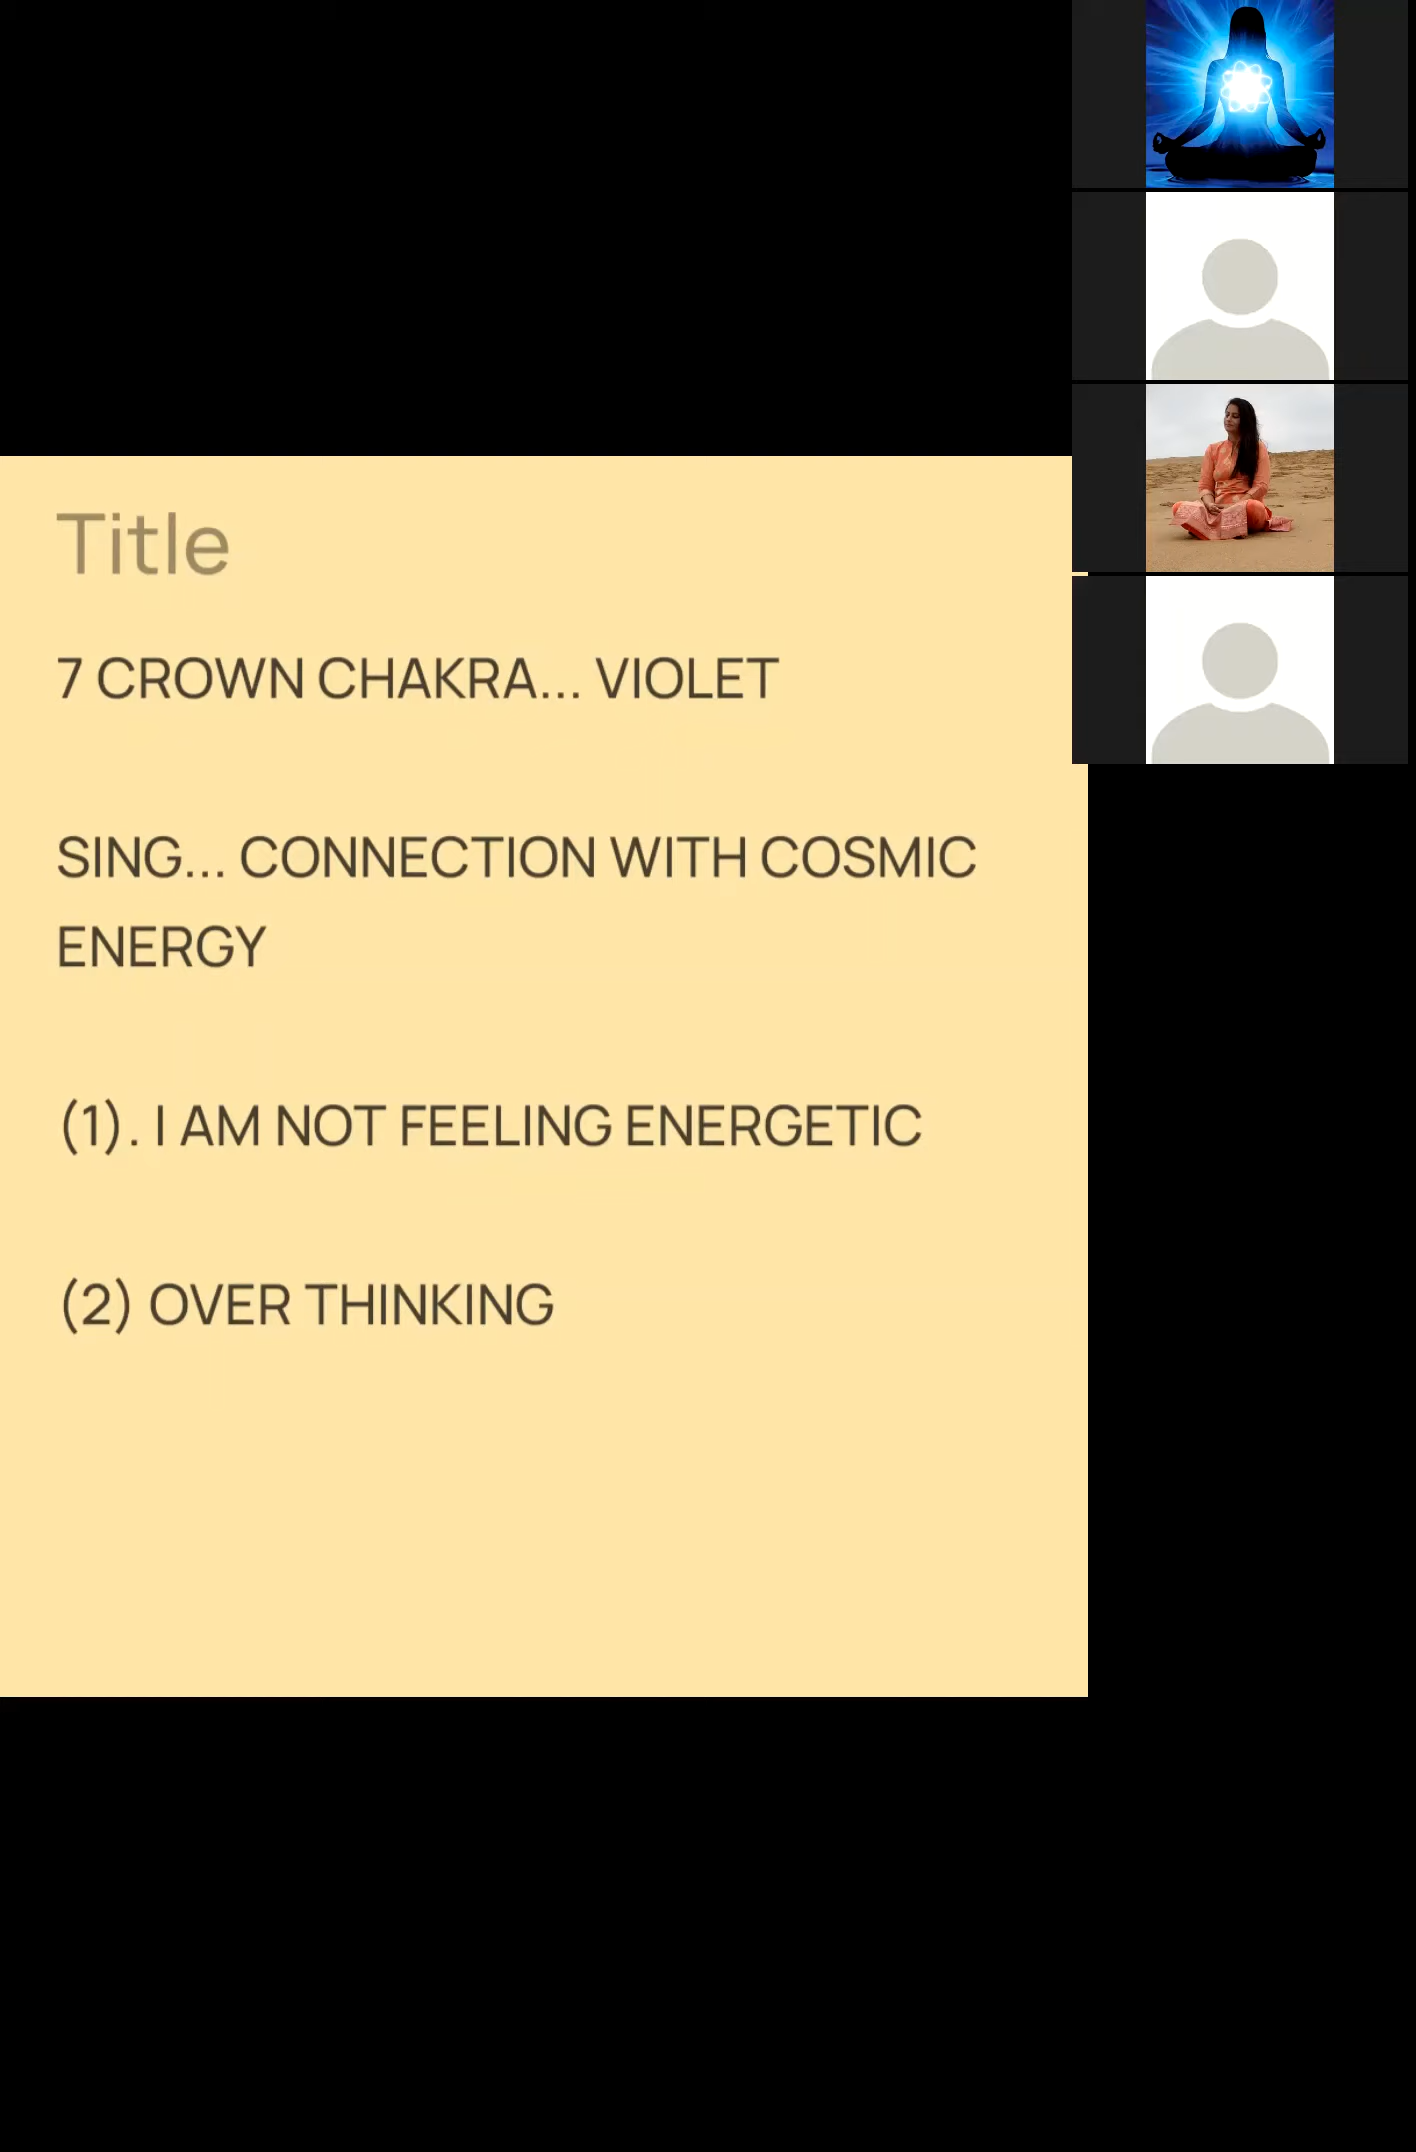 Title
7 CROWN CHAKRA... VIOLET
SING... CONNECTION WITH COSMIC
ENERGY
(1). I AM NOT FEELING ENERGETIC
(2) OVER THINKING